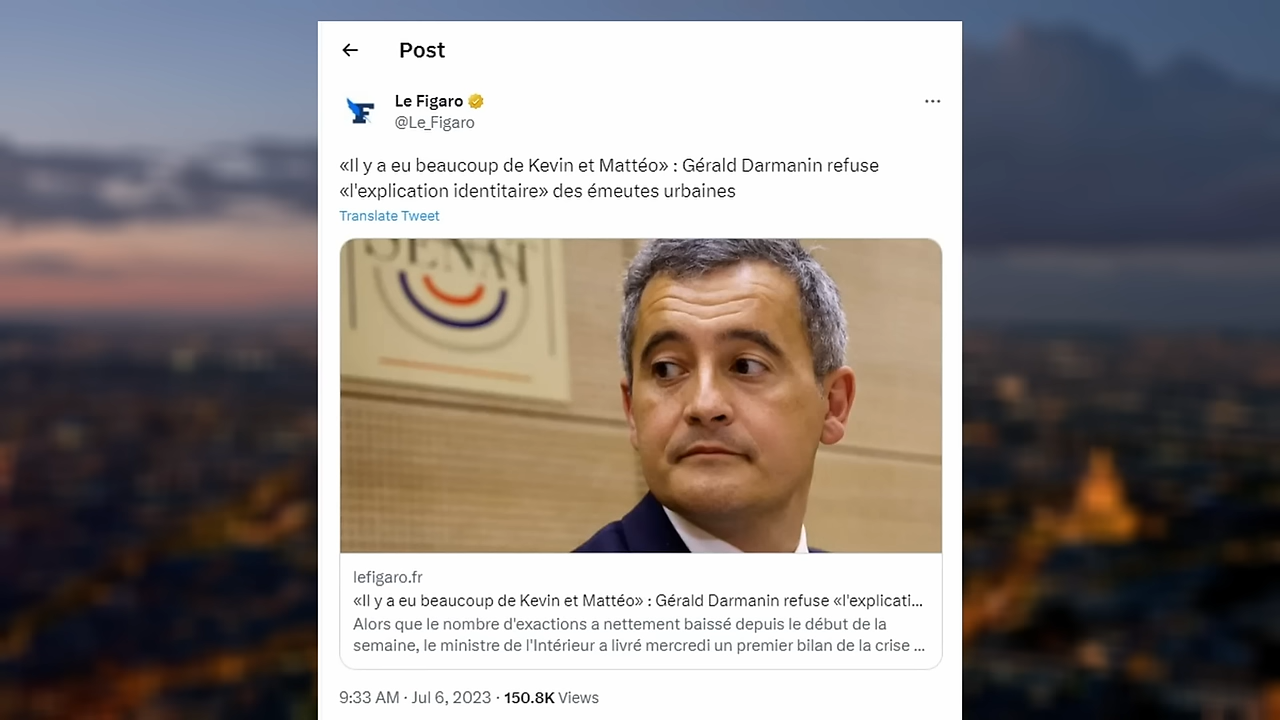 Post
Le Figaro
@Le_Figaro
«Il y a eu beaucoup de Kevin et Mattéo» : Gérald Darmanin refuse
«l'explication identitaire» des émeutes urbaines
Translate Tweet
SENAT
lefigaro.fr
«Il y a eu beaucoup de Kevin et Mattéo» : Gérald Darmanin refuse «l'explicati...
Alors que le nombre d'exactions a nettement baissé depuis le début de la
semaine, le ministre de l'Intérieur a livré mercredi un premier bilan de la crise ...
9:33 AM · Jul 6, 2023 · 150.8K Views